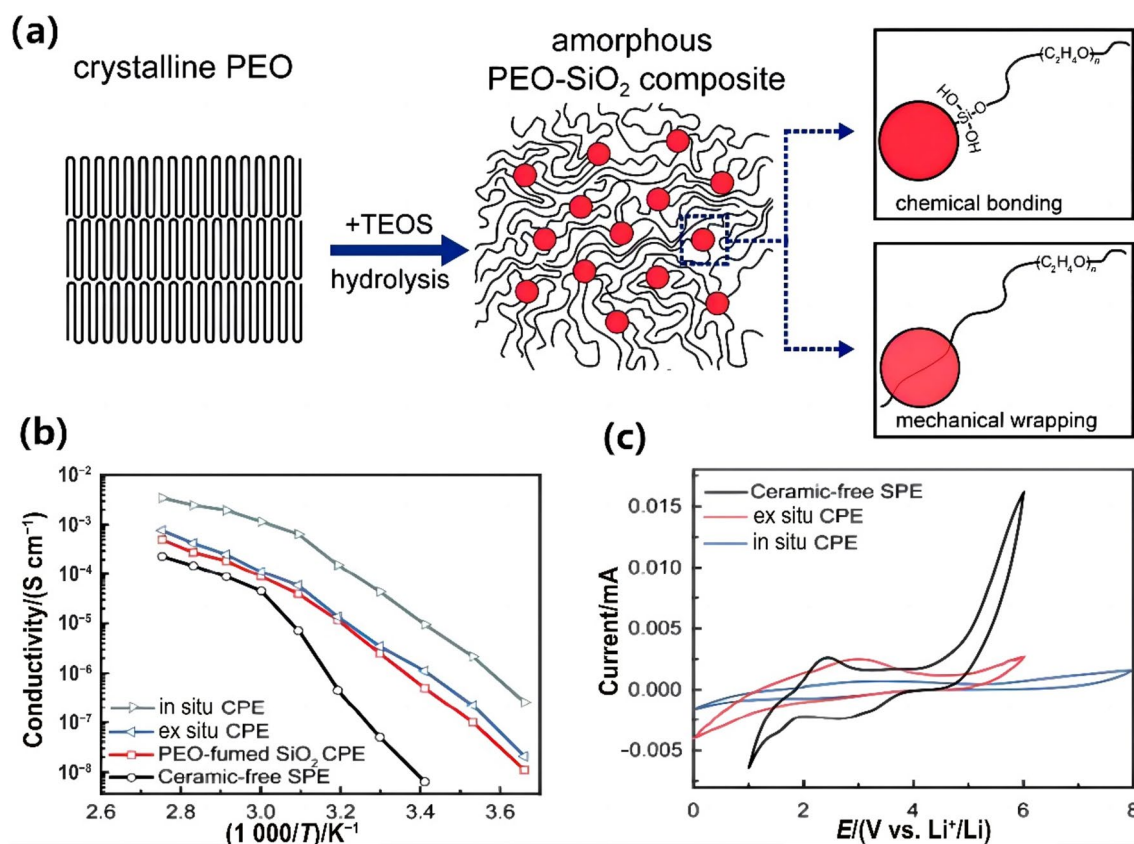 (a)
crystalline PEO
+TEOS
hydrolysis
amorphous
PEO-SiO₂ composite
(C₂H₄O)ₙ
HO
Si
O
OH
chemical bonding
(C₂H₄O)ₙ
mechanical wrapping
(b)
Conductivity/(S cm⁻¹)
10⁻²
10⁻³
10⁻⁴
10⁻⁵
10⁻⁶
10⁻⁷
10⁻⁸
in situ CPE
ex situ CPE
PEO-fumed SiO₂ CPE
Ceramic-free SPE
2.6 2.8 3.0 3.2 3.4 3.6
(1 000/T)/K⁻¹
(c)
Current/mA
0.015
0.010
0.005
0.000
−0.005
Ceramic-free SPE
ex situ CPE
in situ CPE
0 2 4 6 8
E/(V vs. Li⁺/Li)